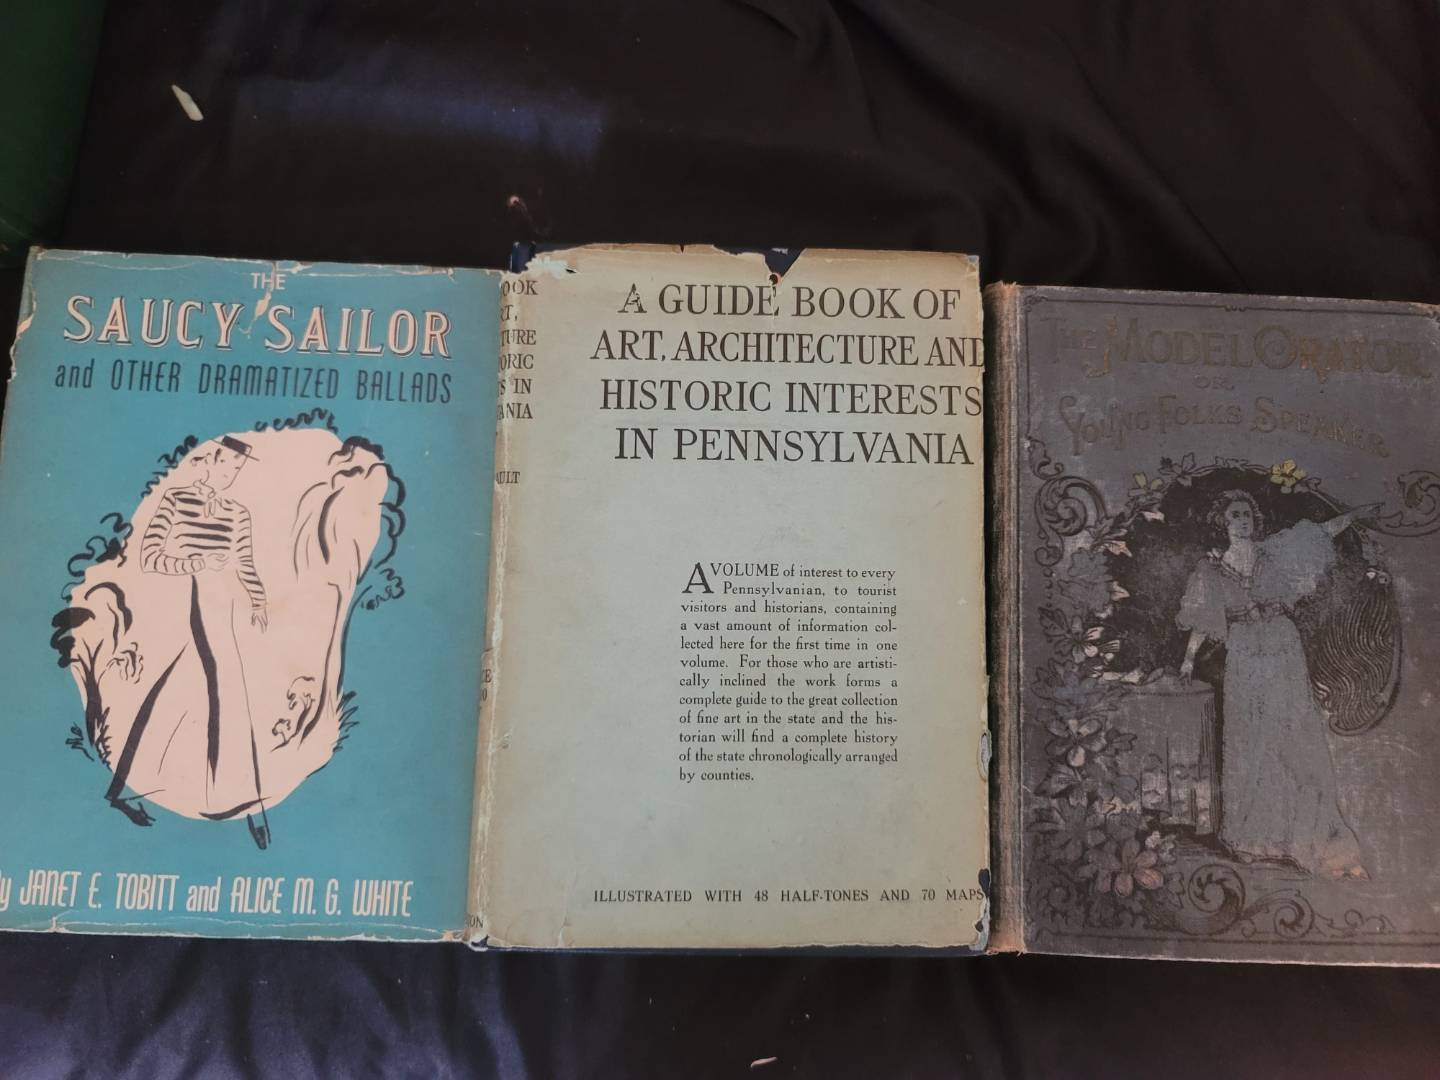 THE
SAUCY SAILOR
and OTHER DRAMATIZED BALLADS
By JANET E. TOBITT and ALICE M. G. WHITE
A GUIDE BOOK OF
ART, ARCHITECTURE AND
HISTORIC INTERESTS
IN PENNSYLVANIA
A VOLUME of interest to every
Pennsylvanian, to tourist
visitors and historians, containing
a vast amount of information col-
lected here for the first time in one
volume. For those who are artisti-
cally inclined the work forms a
complete guide to the great collection
of fine art in the state and the his-
torian will find a complete history
of the state chronologically arranged
by counties.
ILLUSTRATED WITH 48 HALF-TONES AND 70 MAPS
THE MODEL ORATOR
OR
YOUNG FOLKS SPEAKER